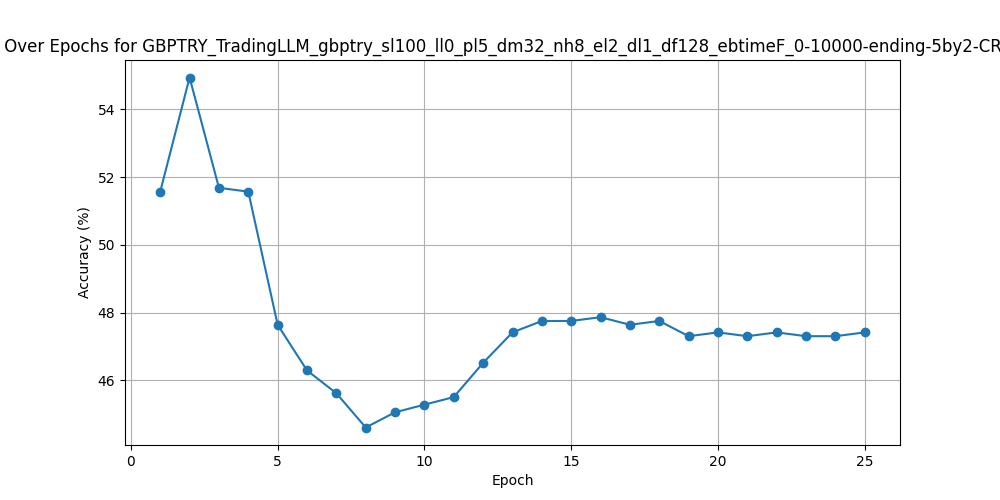 Over Epochs for GBPTRY_TradingLLM_gbptry_sl100_ll0_pl5_dm32_nh8_el2_dl1_df128_ebtimeF_0-10000-ending-5by2-CR
54
52
50
48
46
Accuracy (%)
0 5 10 15 20 25
Epoch